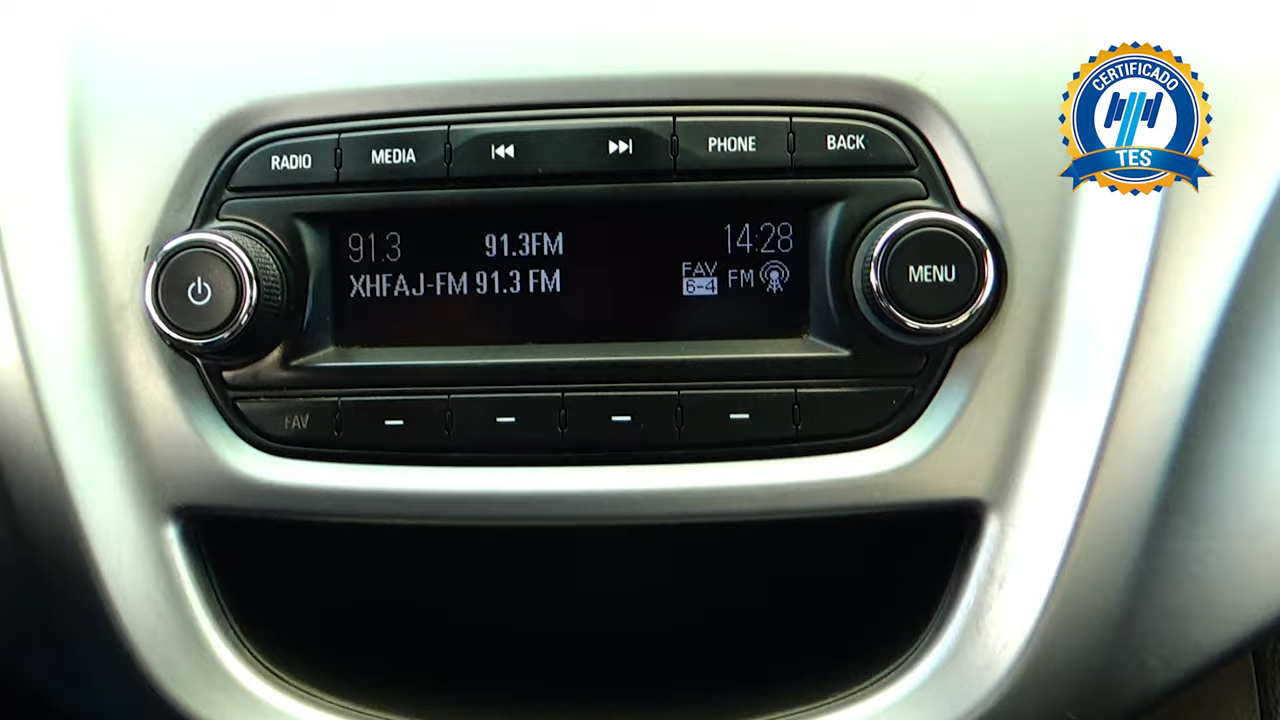 CERTIFICADO
TES
RADIO MEDIA PHONE BACK
91.3 91.3FM 14:28
XHFAJ-FM 91.3 FM FAV 6-4 FM
MENU
FAV